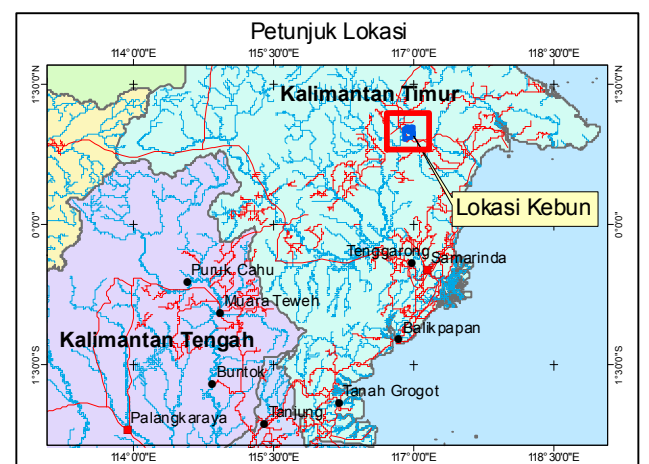 Petunjuk Lokasi
114°0'0"E 115°30'0"E 117°0'0"E 118°30'0"E
1°30'0"N 1°30'0"N
Kalimantan Timur
Lokasi Kebun
0°0'0" 0°0'0"
Tenggarong
Samarinda
Puruk Cahu
Muara Teweh
Balikpapan
Kalimantan Tengah
1°30'0"S 1°30'0"S
Buntok
Tanah Grogot
Palangkaraya
Tanjung
114°0'0"E 115°30'0"E 117°0'0"E 118°30'0"E